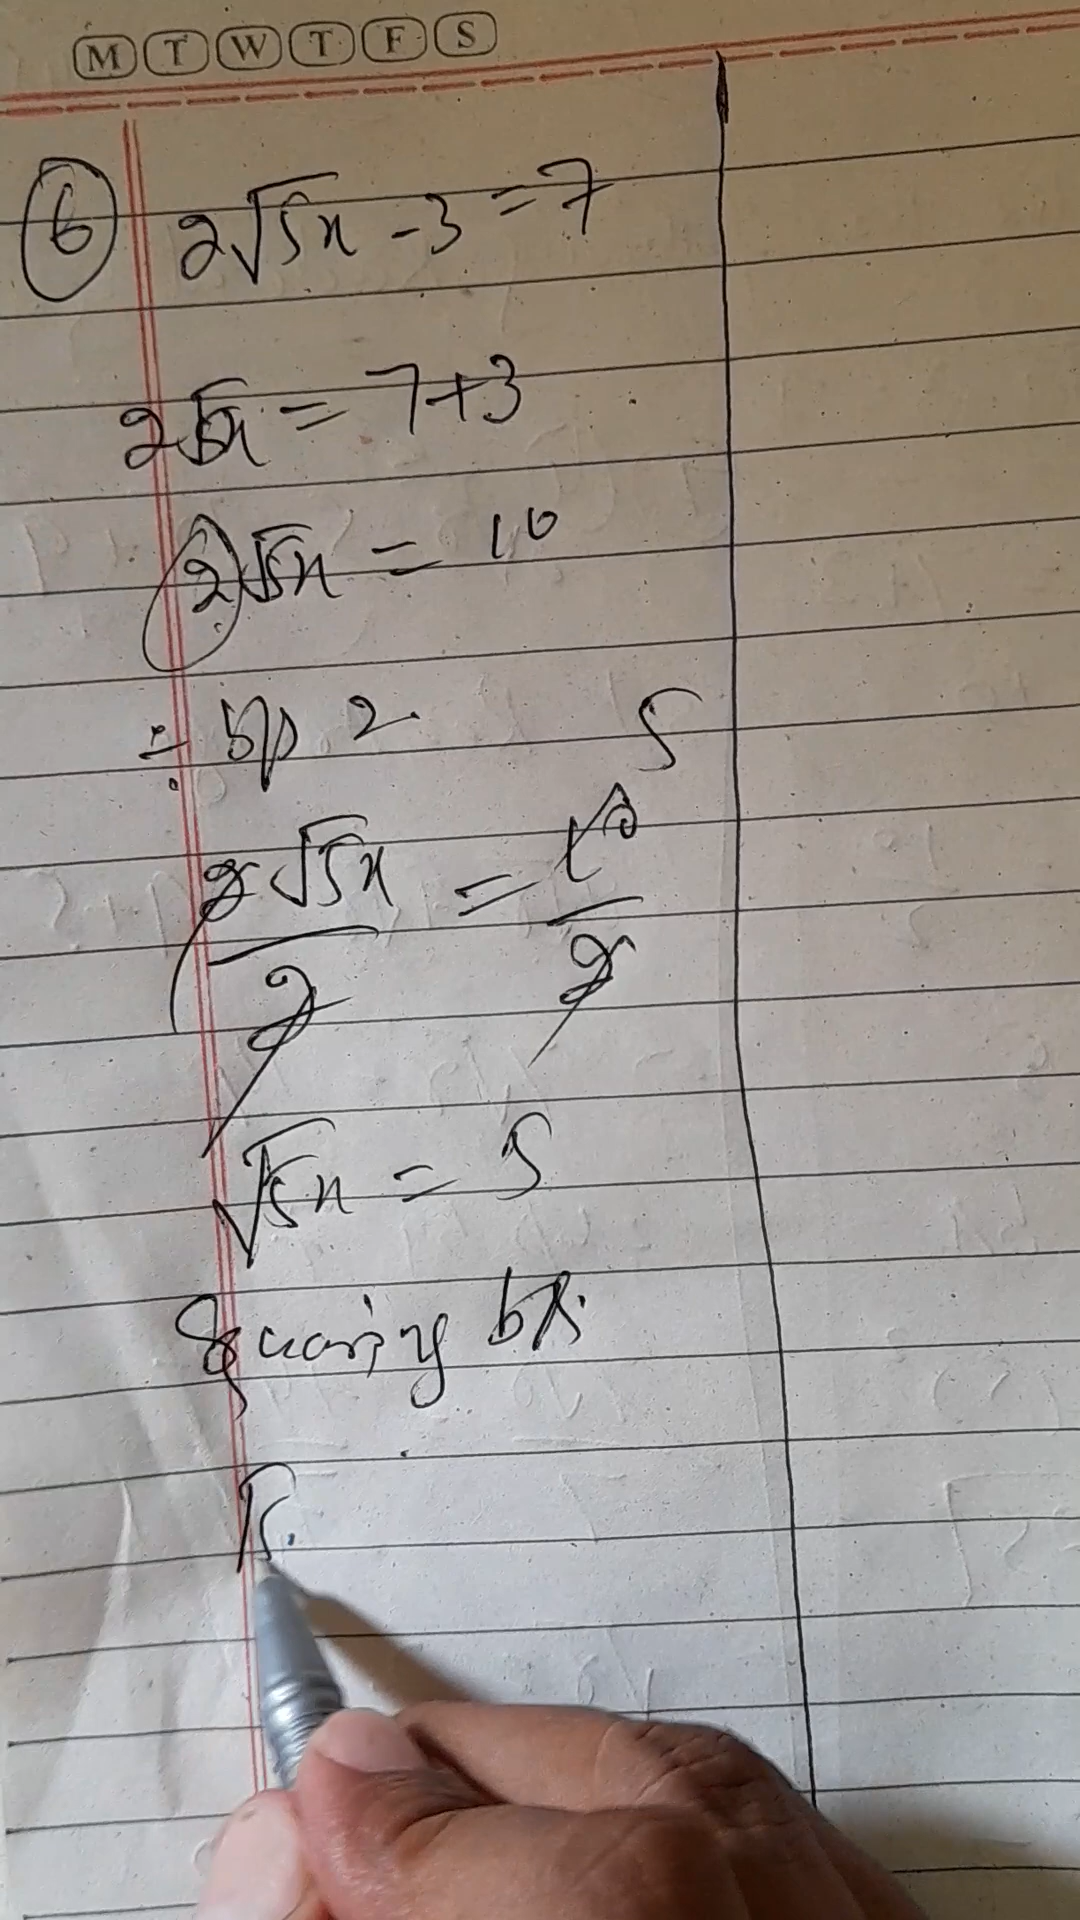 M T W T F S
6 2√5x - 3 = 7
2√5x = 7+3
2√5x = 10
÷ by 2
5
2√5x = 10
2 2
√5x = 5
Squaring b.s.
√5